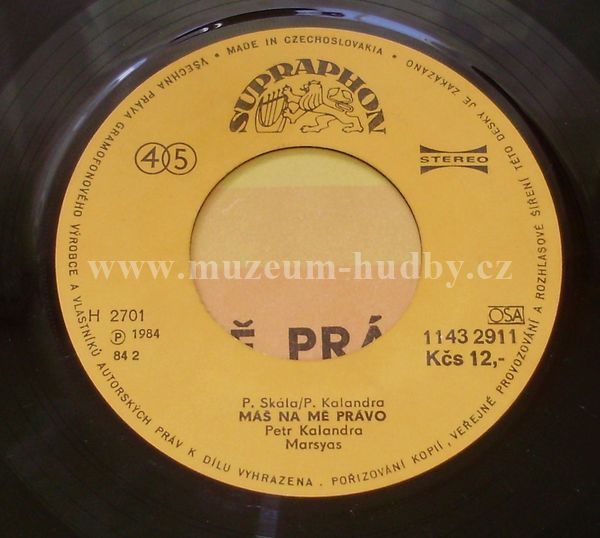 VŠECHNA PRÁVA GRAMOFONOVÉHO VÝROBCE A VLASTNÍKŮ AUTORSKÝCH PRÁV K DÍLU VYHRAZENA. POŘIZOVÁNÍ KOPIÍ, VEŘEJNÉ PROVOZOVÁNÍ A ROZHLASOVÉ ŠÍŘENÍ TÉTO DESKY JE ZAKÁZÁNO • MADE IN CZECHOSLOVAKIA •
SUPRAPHON
45
STEREO
www.muzeum-hudby.cz
Ě PRÁ
H 2701
℗ 1984
84 2
OSA
1143 2911
Kčs 12,-
P. Skála/P. Kalandra
MÁŠ NA MĚ PRÁVO
Petr Kalandra
Marsyas